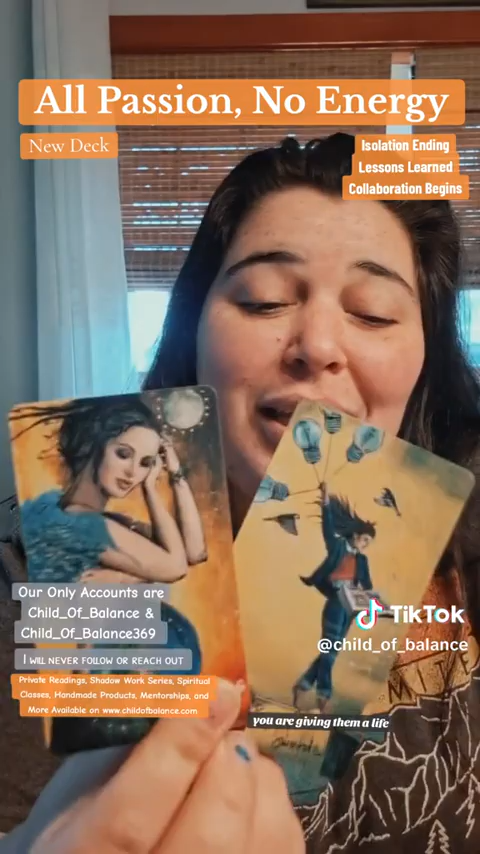 All Passion, No Energy
New Deck
Isolation Ending
Lessons Learned
Collaboration Begins
Our Only Accounts are
Child_Of_Balance &
Child_Of_Balance369
I WILL NEVER FOLLOW OR REACH OUT
Private Readings, Shadow Work Series, Spiritual
Classes, Handmade Products, Mentorships, and
More Available on www.childofbalance.com
TikTok
@child_of_balance
you are giving them a life